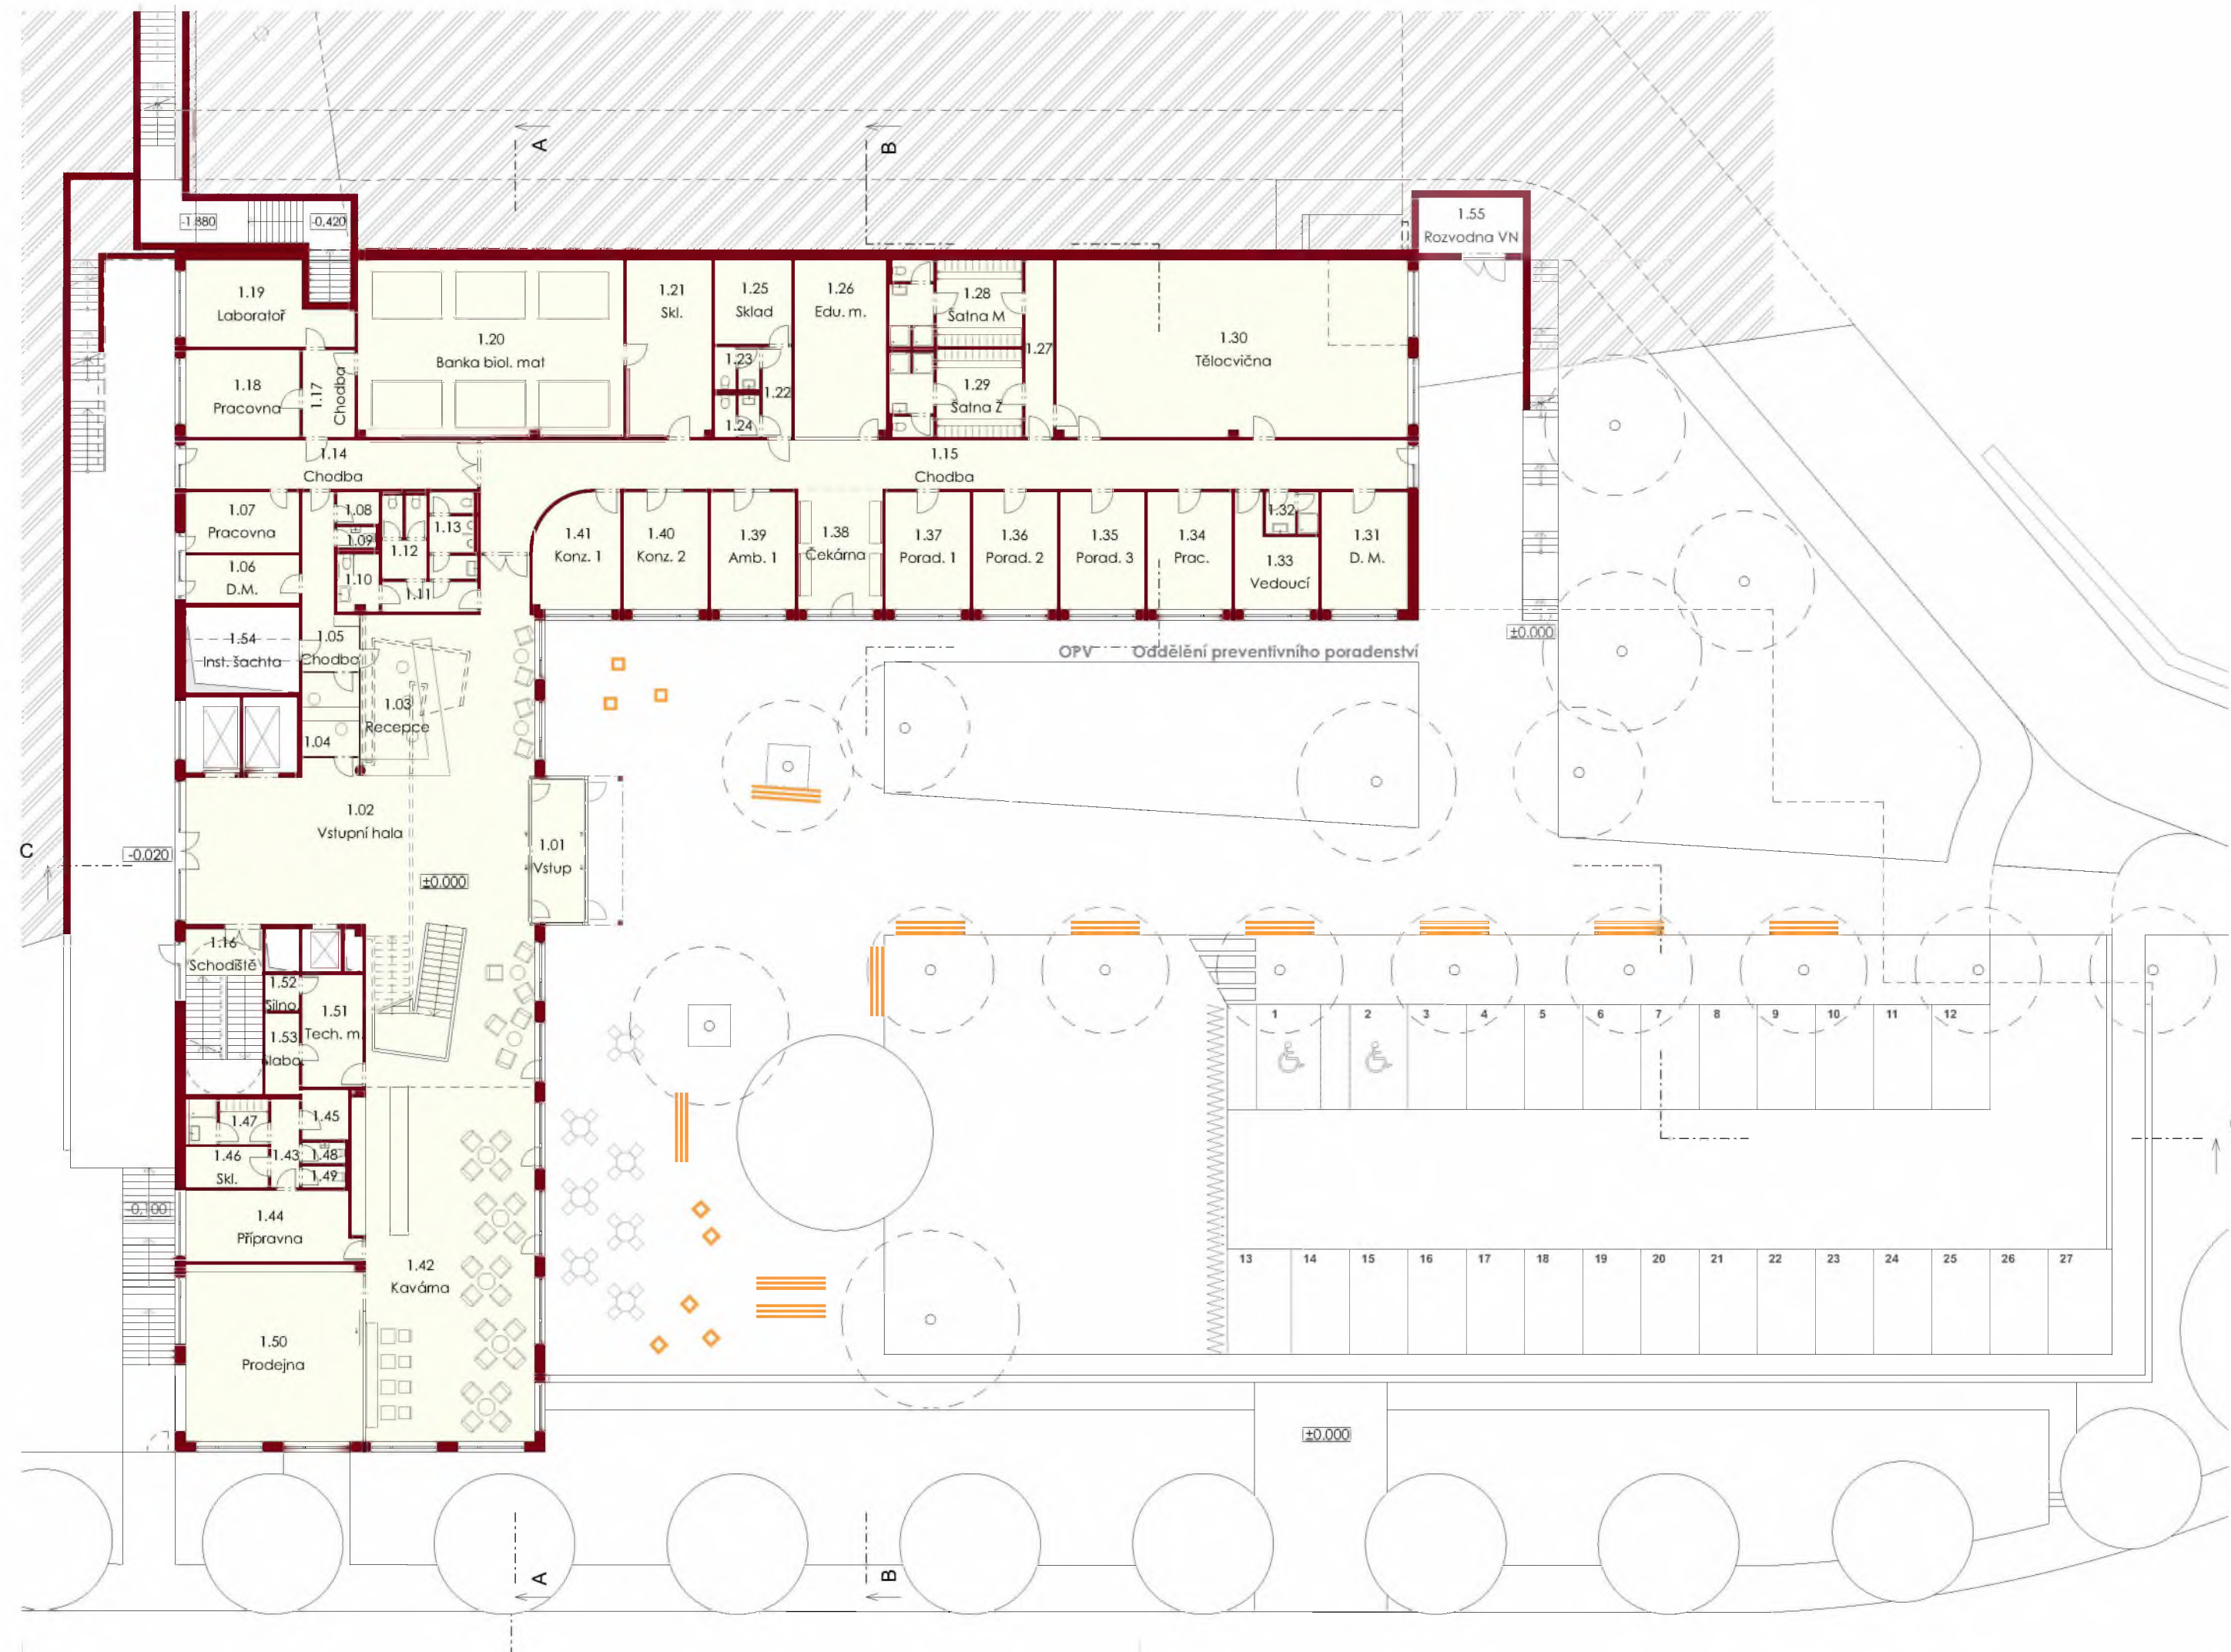 A
B
1.55
Rozvodna VN
-1.880
-0,420
1.19
Laboratoř
1.20
Banka biol. mat
1.21
Skl.
1.25
Sklad
1.26
Edu. m.
1.28
Šatna M
1.27
1.30
Tělocvična
1.18
Pracovna
1.17
Chodba
1.23
1.22
1.24
1.29
Šatna Ž
1.14
Chodba
1.15
Chodba
1.07
Pracovna
1.08
1.09
1.12
1.13
1.41
Konz. 1
1.40
Konz. 2
1.39
Amb. 1
1.38
Čekárna
1.37
Porad. 1
1.36
Porad. 2
1.35
Porad. 3
1.34
Prac.
1.32
1.33
Vedoucí
1.31
D. M.
1.06
D.M.
1.10
1.11
1.54
Inst. šachta
1.05
Chodba
OPV Oddělění preventivního poradenství
±0.000
1.03
Recepce
1.04
1.02
Vstupní hala
1.01
Vstup
C
-0.020
±0.000
1.16
Schodiště
1.52
Silno
1.51
Tech. m.
1.53
Slabo
1 2 3 4 5 6 7 8 9 10 11 12
1.45
1.47
1.46
Skl.
1.43
1.48
1.49
-0,100
1.44
Přípravna
1.42
Kavárna
13 14 15 16 17 18 19 20 21 22 23 24 25 26 27
1.50
Prodejna
±0.000
A
B